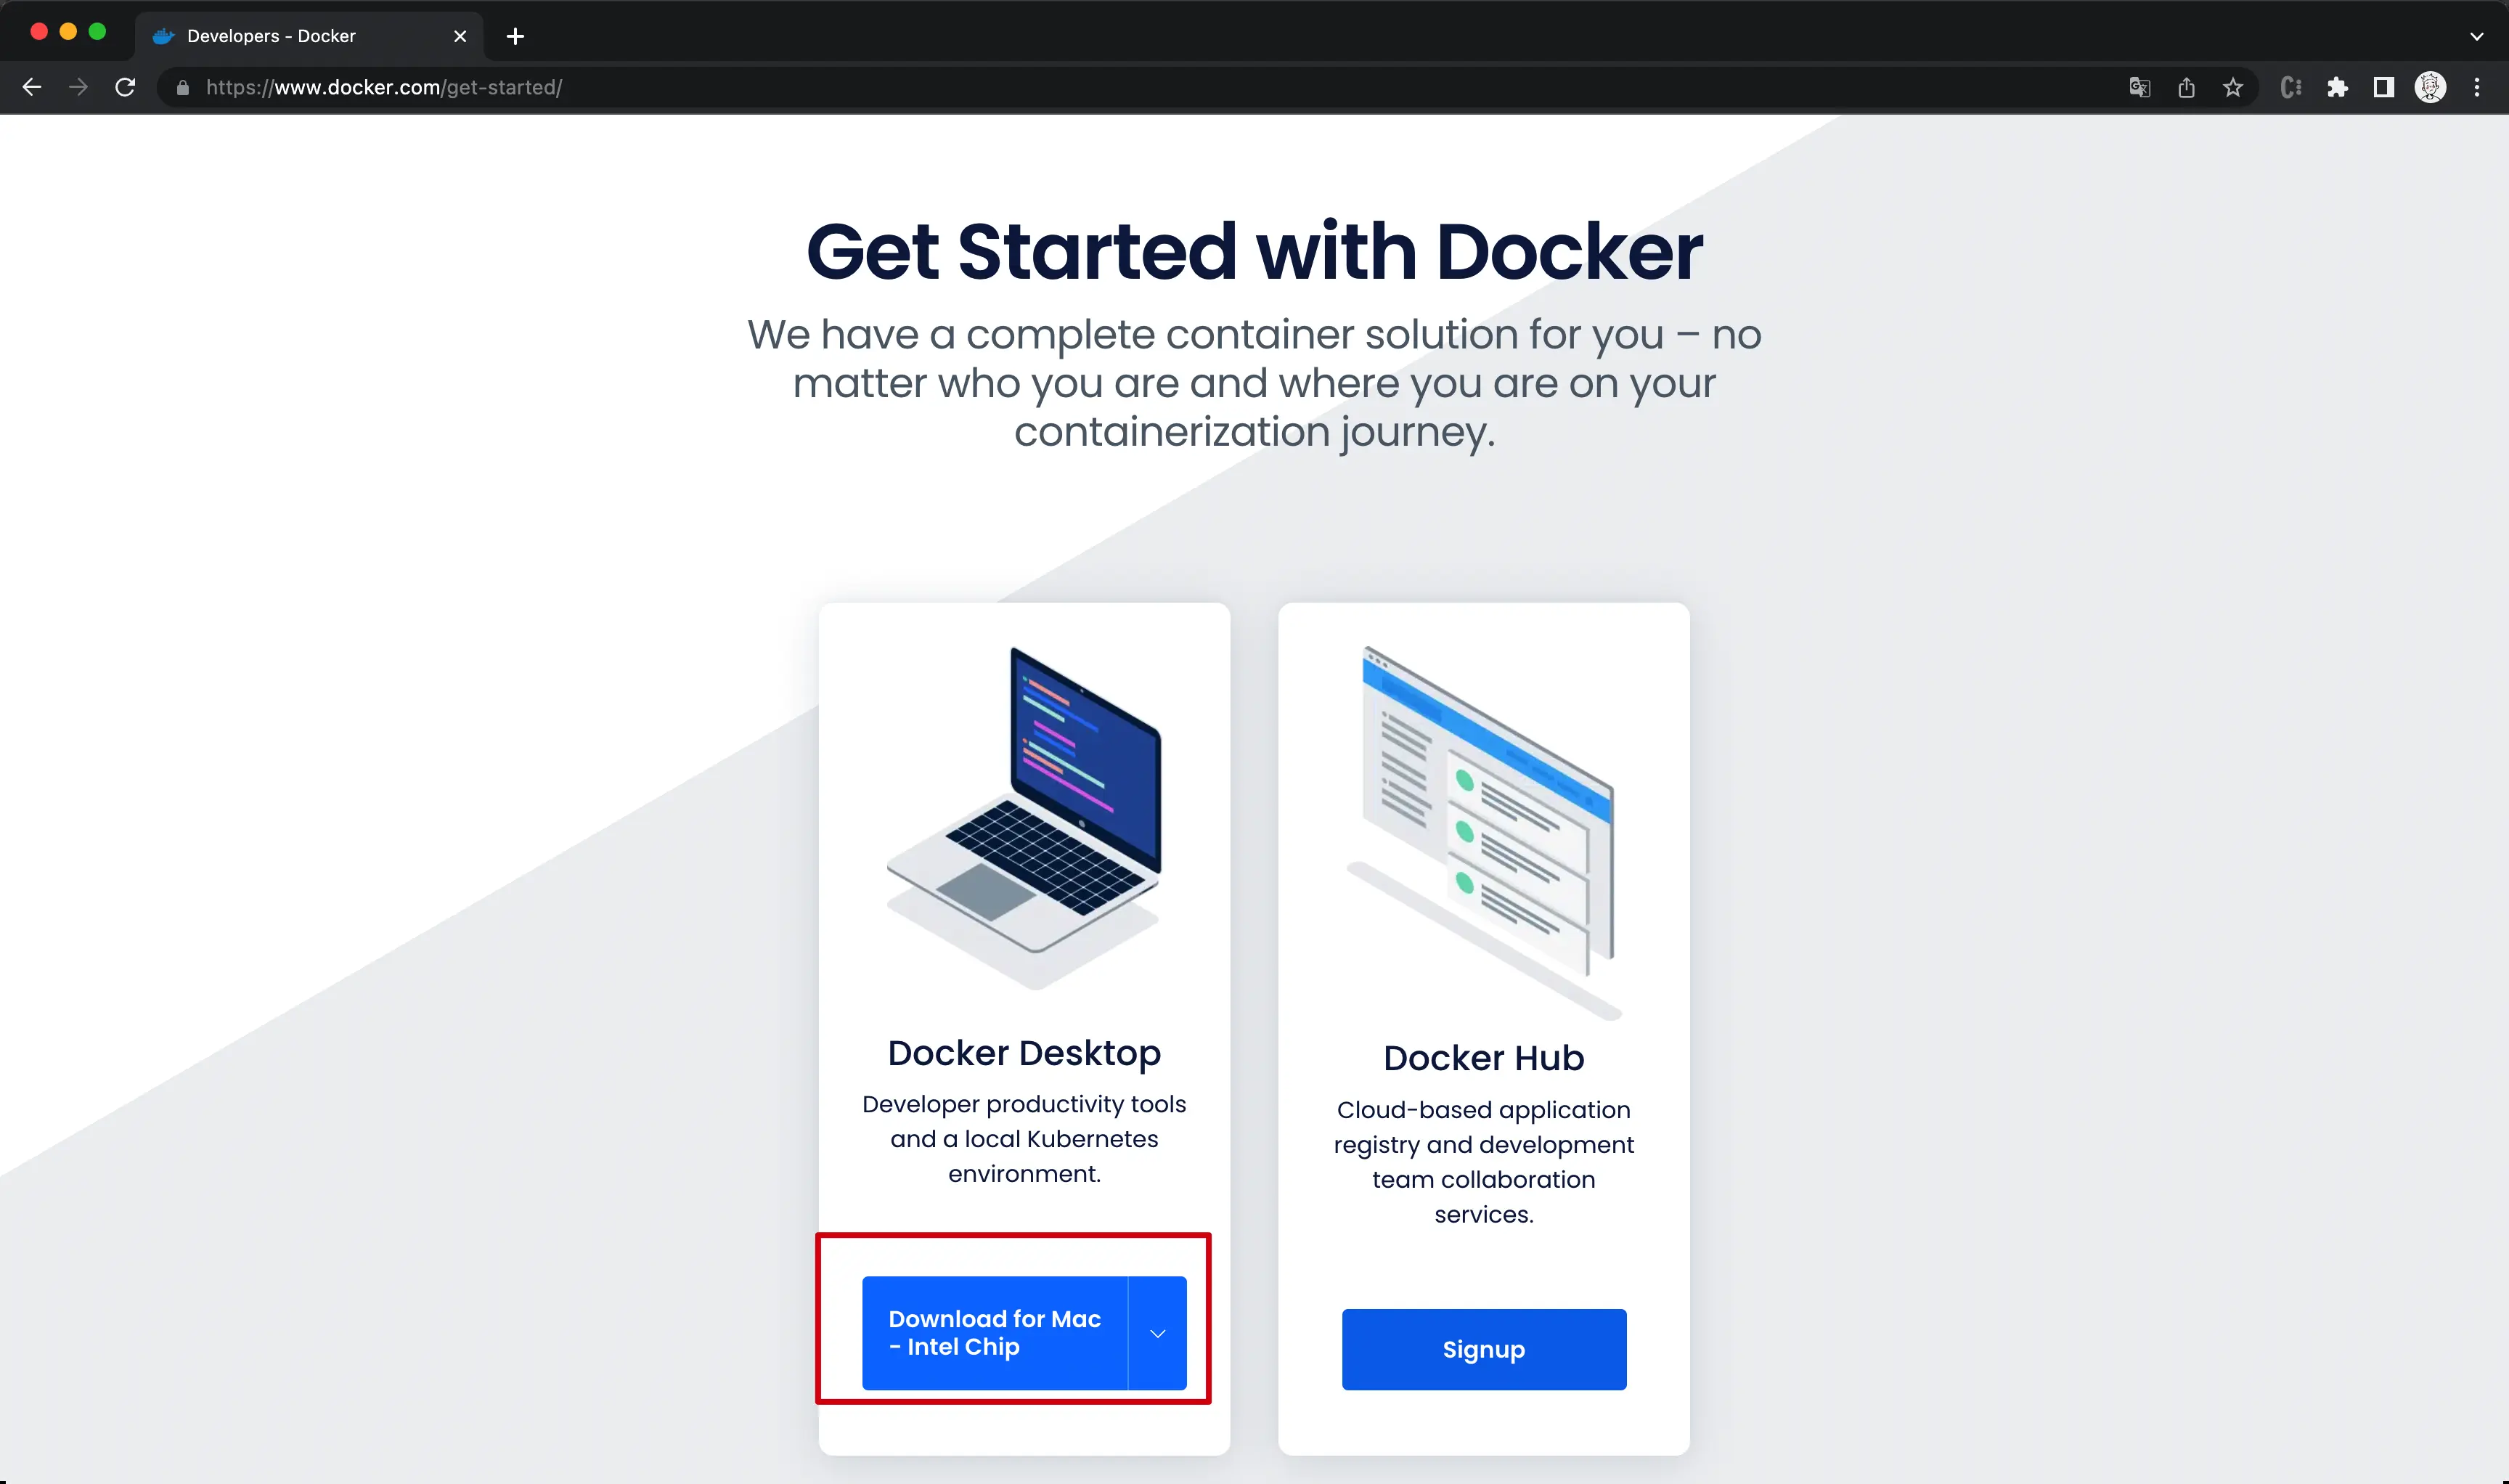 Developers - Docker
https://www.docker.com/get-started/
Get Started with Docker
We have a complete container solution for you – no
matter who you are and where you are on your
containerization journey.
Docker Desktop
Developer productivity tools
and a local Kubernetes
environment.
Download for Mac
- Intel Chip
Docker Hub
Cloud-based application
registry and development
team collaboration
services.
Signup